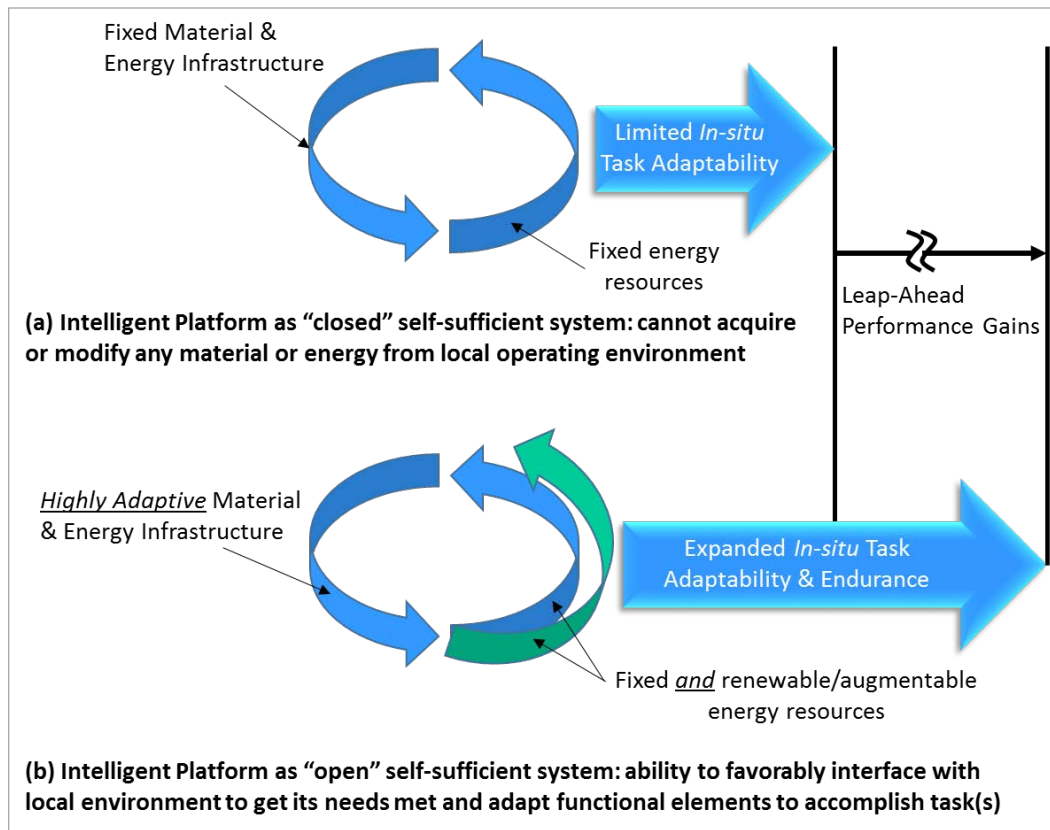 Fixed Material &
Energy Infrastructure
Limited In-situ
Task Adaptability
Fixed energy
resources
Leap-Ahead
Performance Gains
(a) Intelligent Platform as “closed” self-sufficient system: cannot acquire
or modify any material or energy from local operating environment
Highly Adaptive Material
& Energy Infrastructure
Expanded In-situ Task
Adaptability & Endurance
Fixed and renewable/augmentable
energy resources
(b) Intelligent Platform as “open” self-sufficient system: ability to favorably interface with
local environment to get its needs met and adapt functional elements to accomplish task(s)